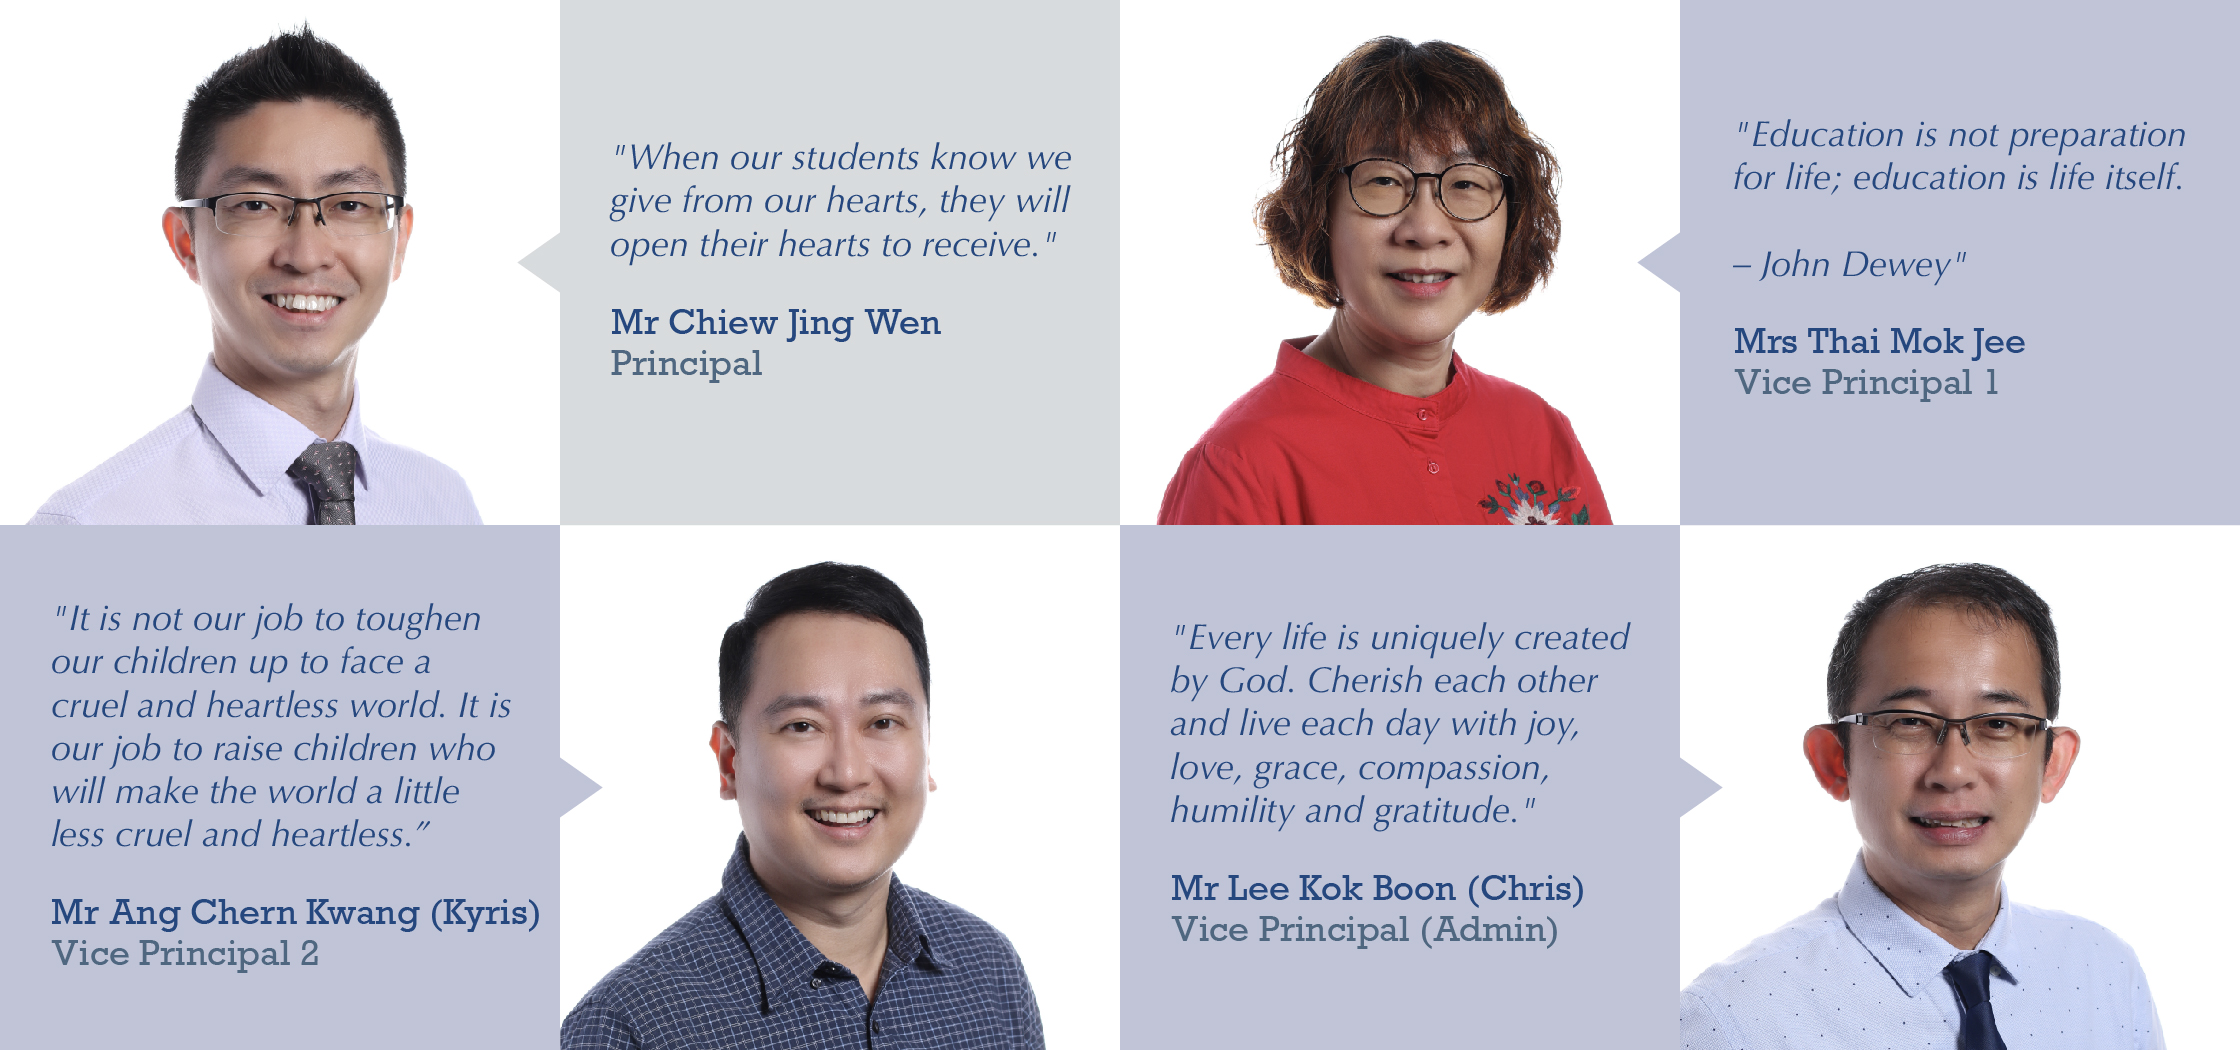 "When our students know we
give from our hearts, they will
open their hearts to receive."
Mr Chiew Jing Wen
Principal
"Education is not preparation
for life; education is life itself.
– John Dewey"
Mrs Thai Mok Jee
Vice Principal 1
"It is not our job to toughen
our children up to face a
cruel and heartless world. It is
our job to raise children who
will make the world a little
less cruel and heartless.”
Mr Ang Chern Kwang (Kyris)
Vice Principal 2
"Every life is uniquely created
by God. Cherish each other
and live each day with joy,
love, grace, compassion,
humility and gratitude."
Mr Lee Kok Boon (Chris)
Vice Principal (Admin)